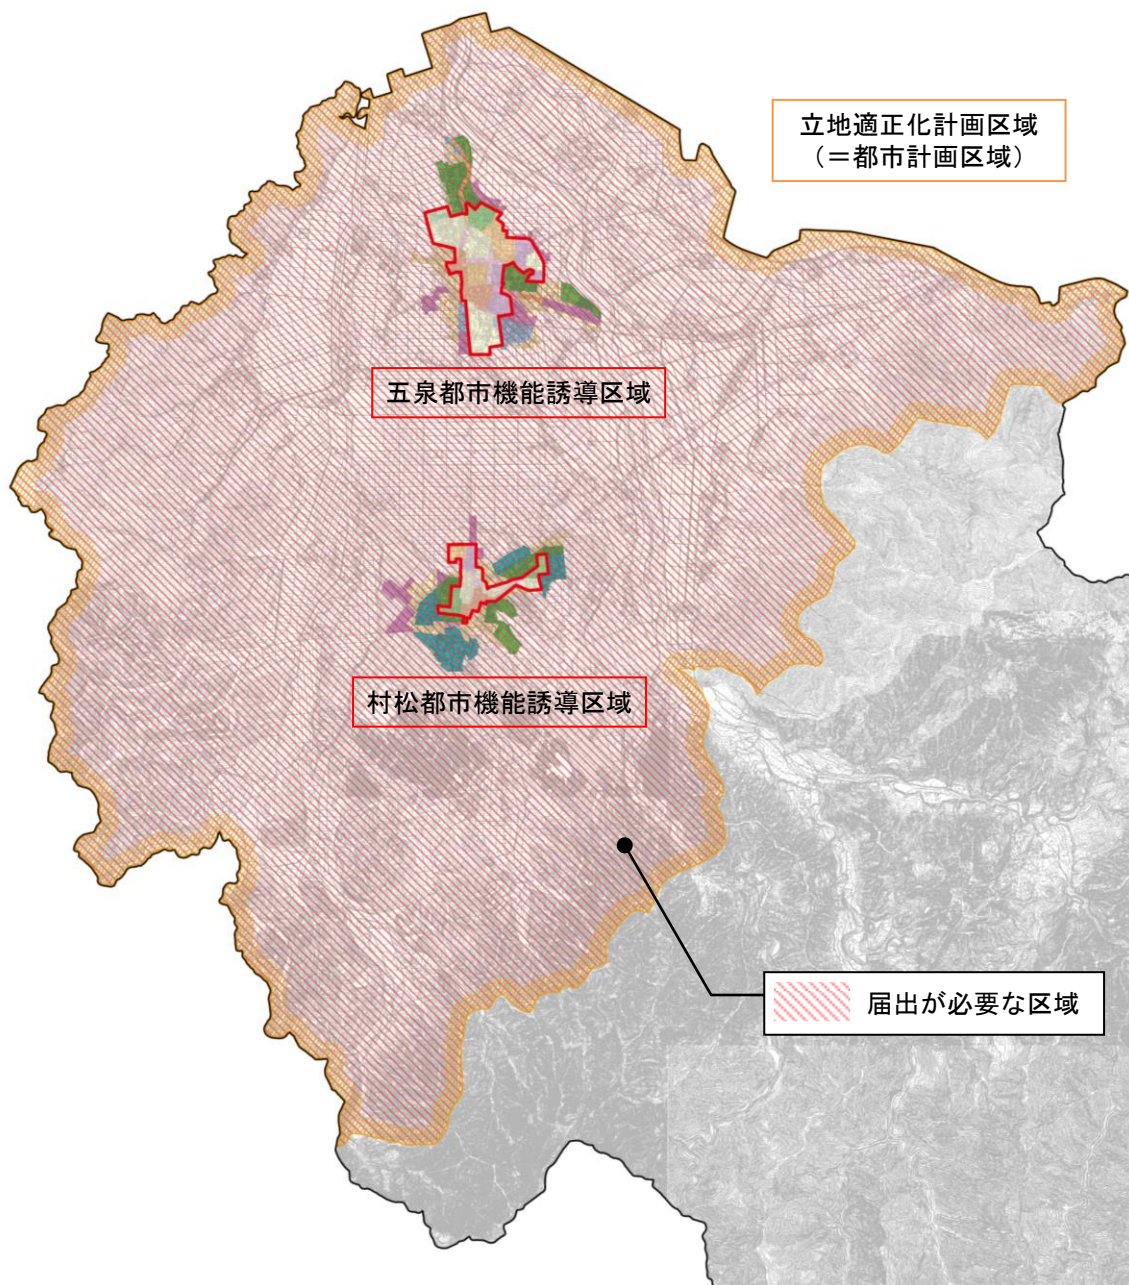 立地適正化計画区域
（＝都市計画区域）
五泉都市機能誘導区域
村松都市機能誘導区域
届出が必要な区域